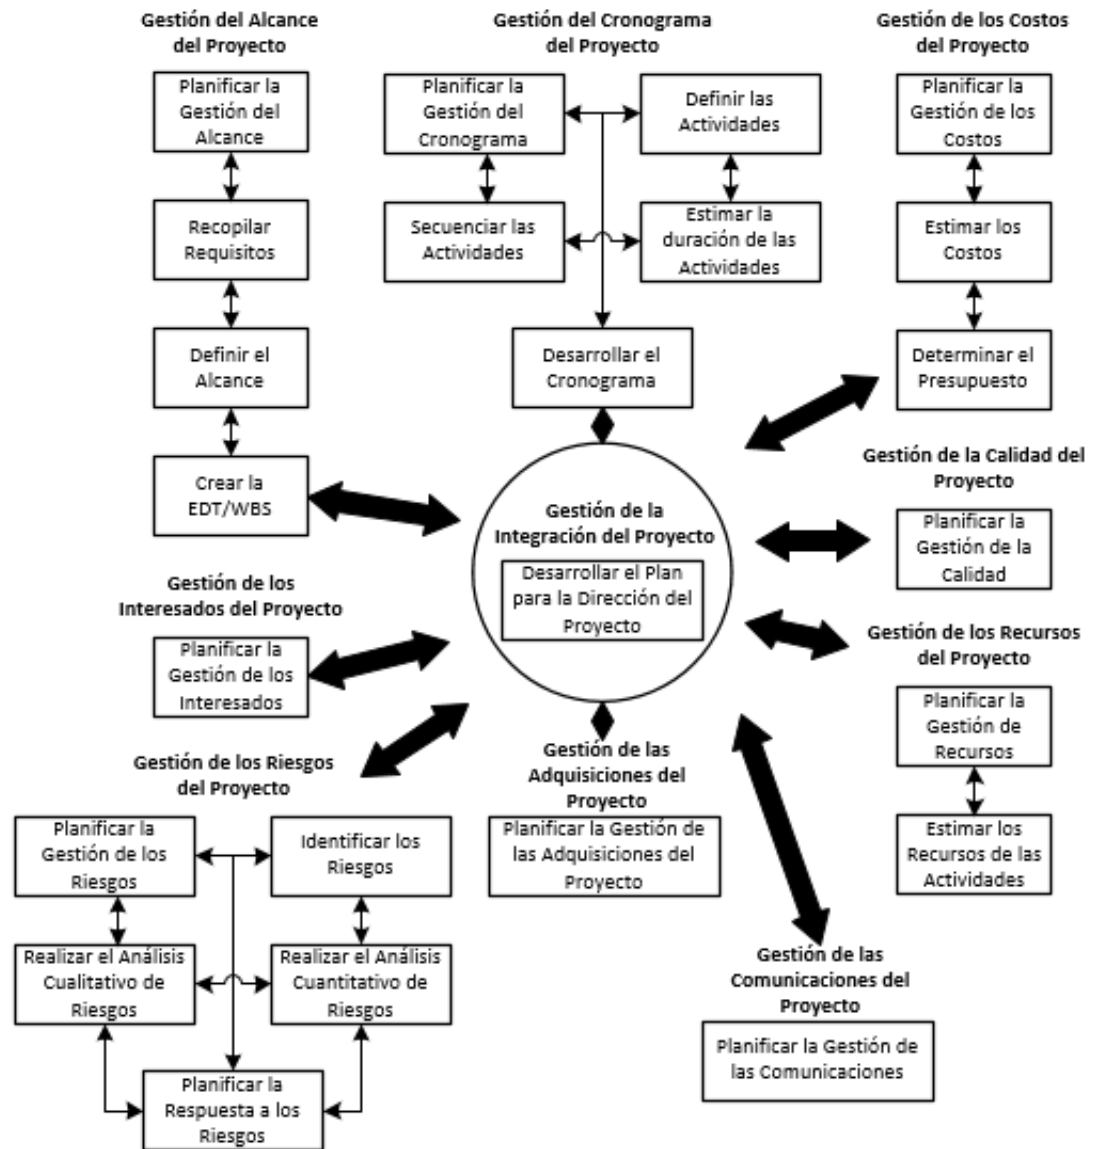 Gestión del Alcance
del Proyecto
Planificar la
Gestión del
Alcance
Recopilar
Requisitos
Definir el
Alcance
Crear la
EDT/WBS
Gestión del Cronograma
del Proyecto
Planificar la
Gestión del
Cronograma
Definir las
Actividades
Secuenciar las
Actividades
Estimar la
duración de las
Actividades
Desarrollar el
Cronograma
Gestión de los Costos
del Proyecto
Planificar la
Gestión de los
Costos
Estimar los
Costos
Determinar el
Presupuesto
Gestión de la Calidad del
Proyecto
Planificar la
Gestión de la
Calidad
Gestión de la
Integración del Proyecto
Desarrollar el Plan
para la Dirección del
Proyecto
Gestión de los
Interesados del Proyecto
Planificar la
Gestión de los
Interesados
Gestión de los Recursos
del Proyecto
Planificar la
Gestión de
Recursos
Estimar los
Recursos de las
Actividades
Gestión de los Riesgos
del Proyecto
Planificar la
Gestión de los
Riesgos
Identificar los
Riesgos
Realizar el Análisis
Cualitativo de
Riesgos
Realizar el Análisis
Cuantitativo de
Riesgos
Planificar la
Respuesta a los
Riesgos
Gestión de las
Adquisiciones del
Proyecto
Planificar la Gestión de
las Adquisiciones del
Proyecto
Gestión de las
Comunicaciones del
Proyecto
Planificar la Gestión de
las Comunicaciones